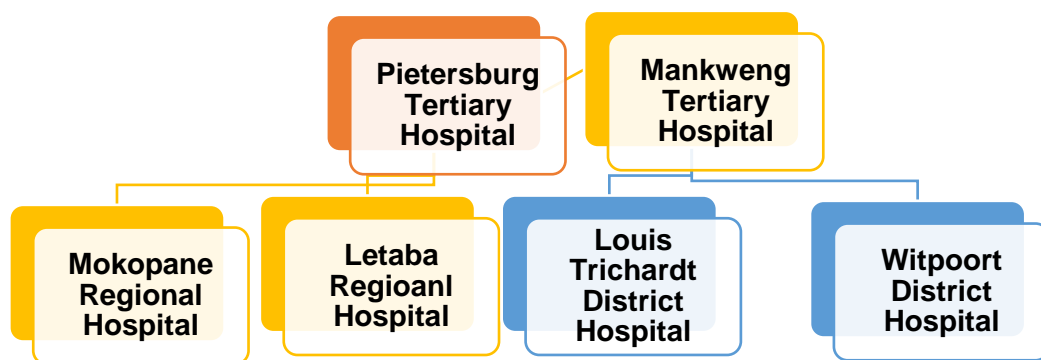 Pietersburg
Tertiary
Hospital
Mankweng
Tertiary
Hospital
Mokopane
Regional
Hospital
Letaba
Regioanl
Hospital
Louis
Trichardt
District
Hospital
Witpoort
District
Hospital